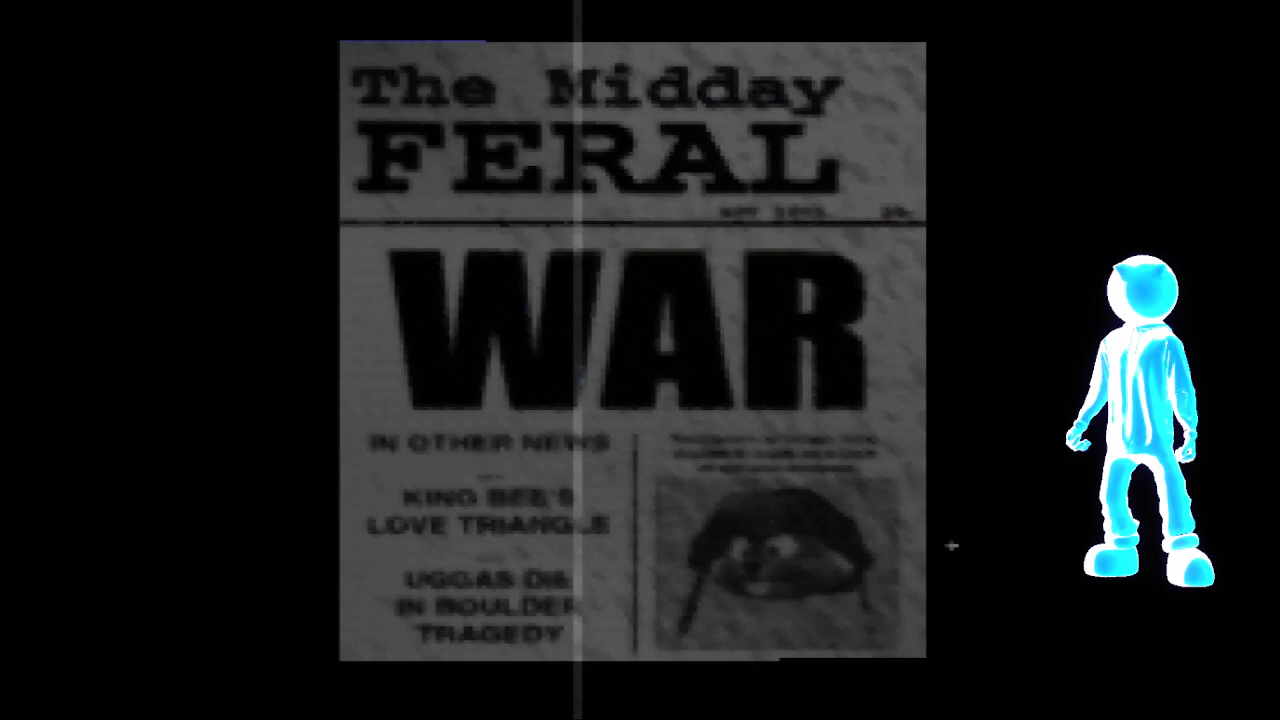 The Midday
FERAL
WAR
IN OTHER NEWS
KING BEE'S
LOVE TRIANGLE
UGGAS DIE
IN BOULDER
TRAGEDY